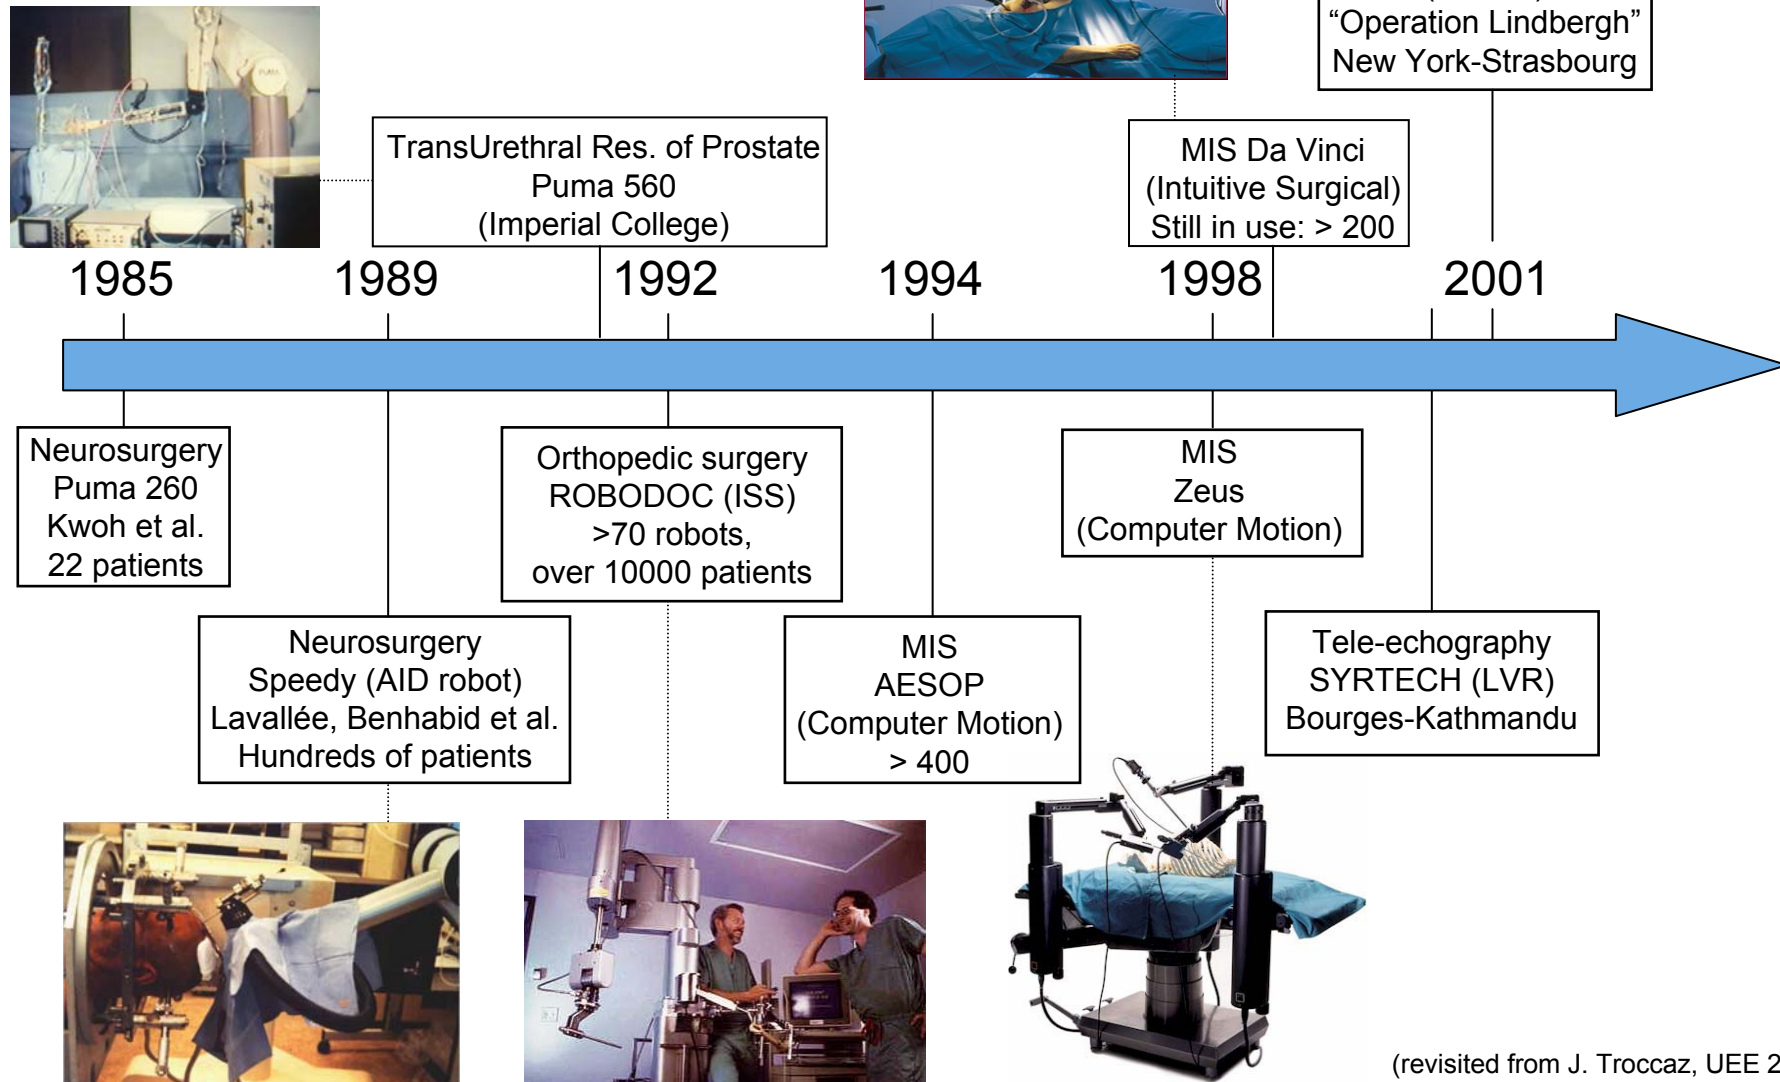 “Operation Lindbergh”
New York-Strasbourg
TransUrethral Res. of Prostate
Puma 560
(Imperial College)
MIS Da Vinci
(Intuitive Surgical)
Still in use: > 200
1985
1989
1992
1994
1998
2001
Neurosurgery
Puma 260
Kwoh et al.
22 patients
Orthopedic surgery
ROBODOC (ISS)
>70 robots,
over 10000 patients
MIS
Zeus
(Computer Motion)
Neurosurgery
Speedy (AID robot)
Lavallée, Benhabid et al.
Hundreds of patients
MIS
AESOP
(Computer Motion)
> 400
Tele-echography
SYRTECH (LVR)
Bourges-Kathmandu
(revisited from J. Troccaz, UEE 2